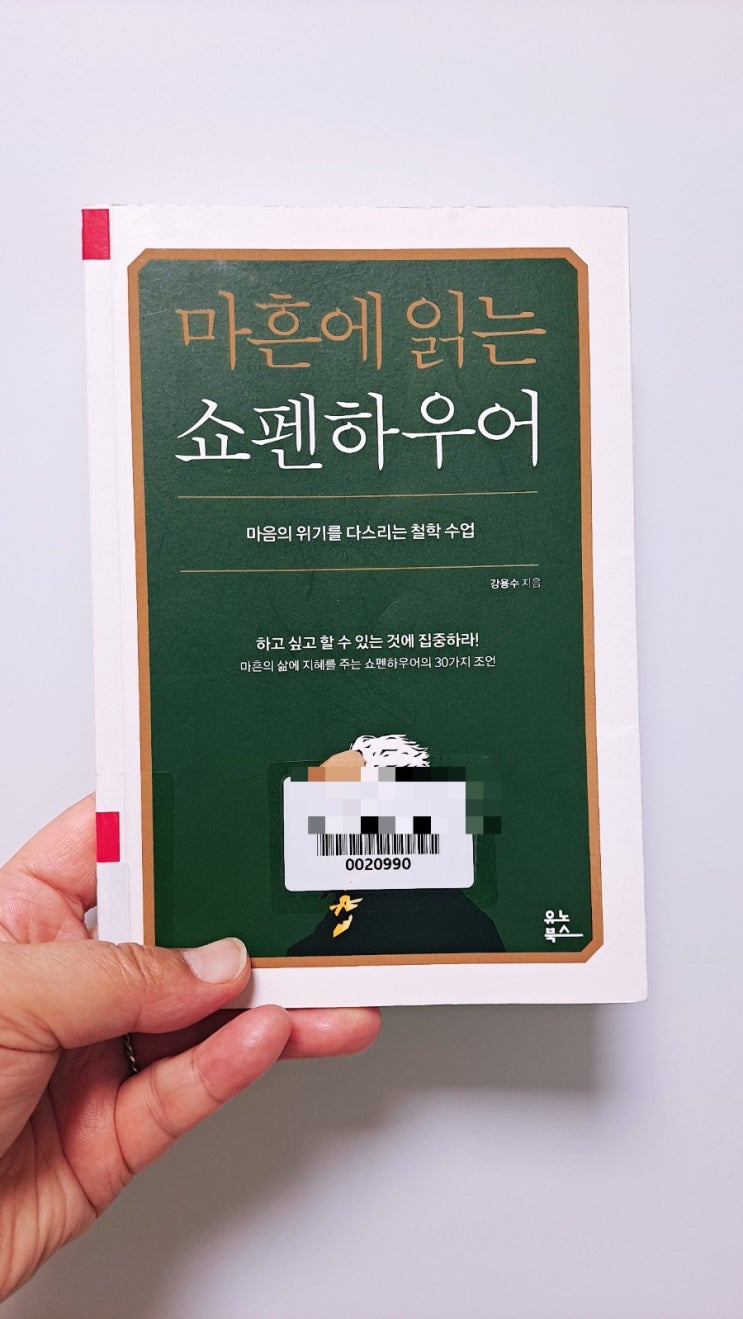 마흔에 읽는
쇼펜하우어
마음의 위기를 다스리는 철학 수업
강용수 지음
하고 싶고 할 수 있는 것에 집중하라!
마흔의 삶에 지혜를 주는 쇼펜하우어의 30가지 조언
0020990
유노
북스